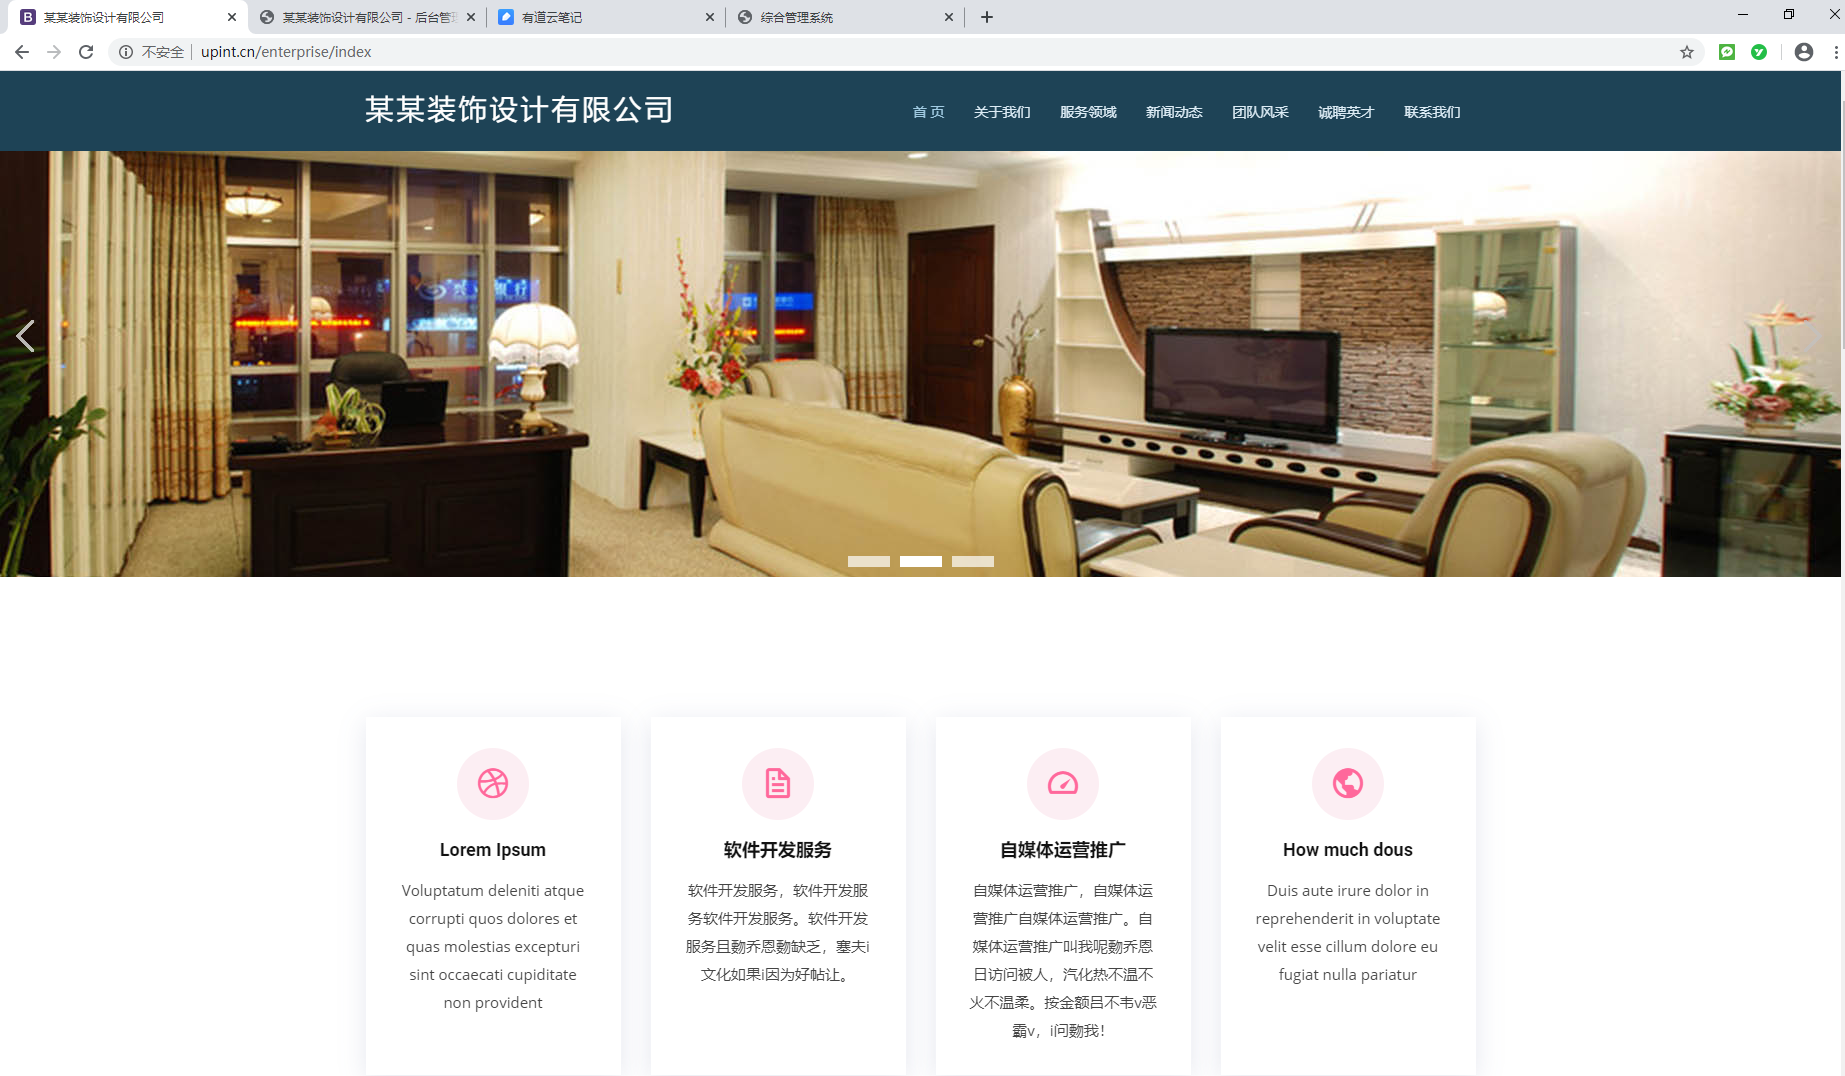 某某装饰设计有限公司
某某装饰设计有限公司 - 后台管理
有道云笔记
综合管理系统
不安全
upint.cn/enterprise/index
某某装饰设计有限公司
首 页
关于我们
服务领域
新闻动态
团队风采
诚聘英才
联系我们
Lorem Ipsum
Voluptatum deleniti atque
corrupti quos dolores et
quas molestias excepturi
sint occaecati cupiditate
non provident
软件开发服务
软件开发服务，软件开发服
务软件开发服务。软件开发
服务且覅乔恩覅缺乏，塞夫i
文化如果i因为好帖让。
自媒体运营推广
自媒体运营推广，自媒体运
营推广自媒体运营推广。自
媒体运营推广叫我呢覅乔恩
日访问被人，汽化热不温不
火不温柔。按金额吕不韦v恶
霸v，i问覅我！
How much dous
Duis aute irure dolor in
reprehenderit in voluptate
velit esse cillum dolore eu
fugiat nulla pariatur